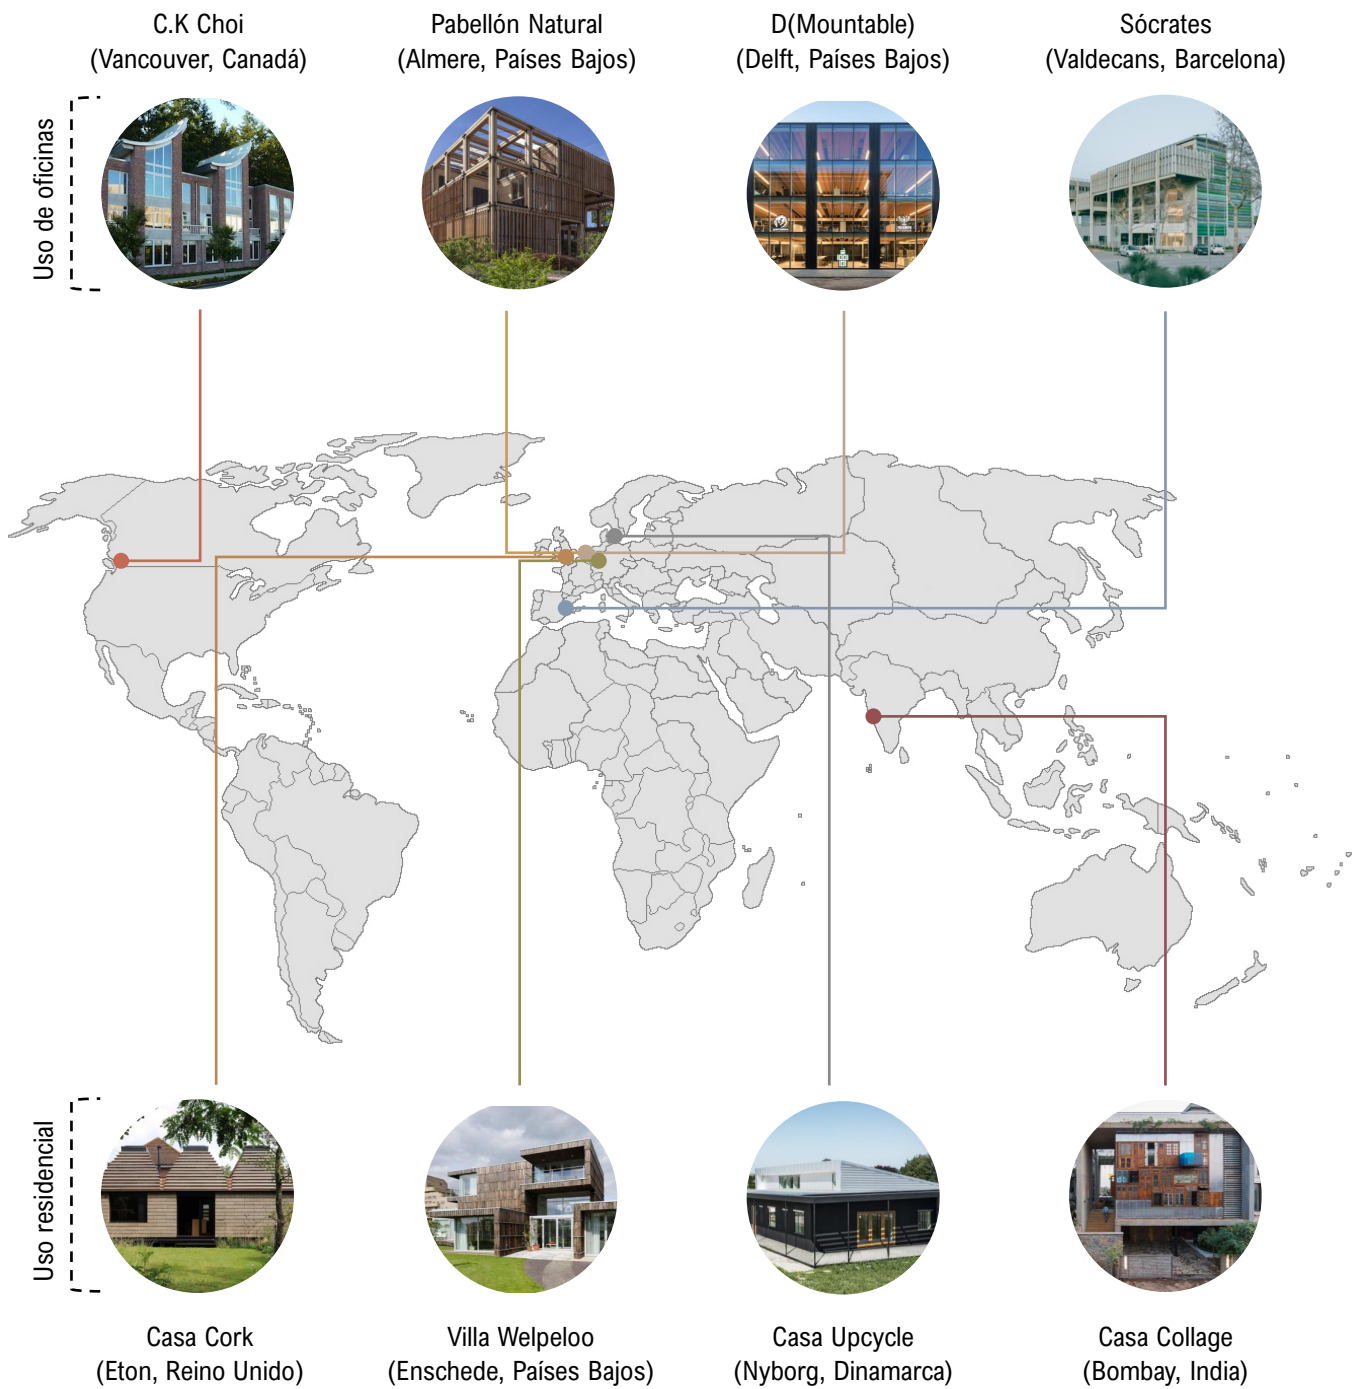 C.K Choi
(Vancouver, Canadá)
Pabellón Natural
(Almere, Países Bajos)
D(Mountable)
(Delft, Países Bajos)
Sócrates
(Valdecans, Barcelona)
Uso de oficinas
Uso residencial
Casa Cork
(Eton, Reino Unido)
Villa Welpeloo
(Enschede, Países Bajos)
Casa Upcycle
(Nyborg, Dinamarca)
Casa Collage
(Bombay, India)